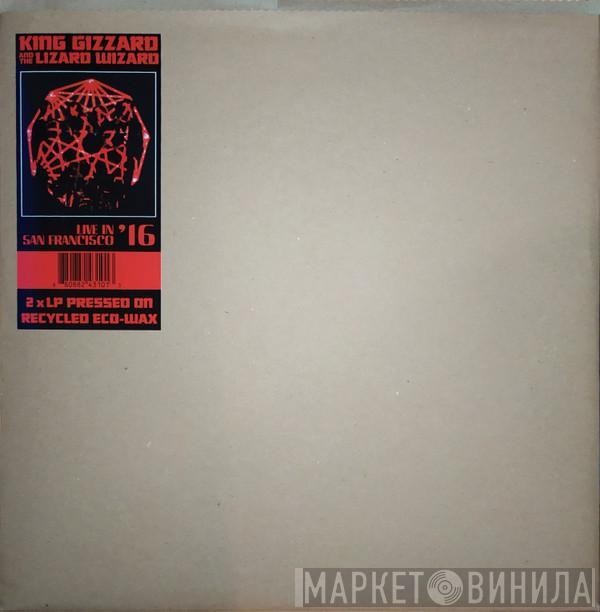 KING GIZZARD
AND THE LIZARD WIZARD
LIVE IN
SAN FRANCISCO '16
2 x LP PRESSED ON
RECYCLED ECO-WAX
МАРКЕТ ВИНИЛА